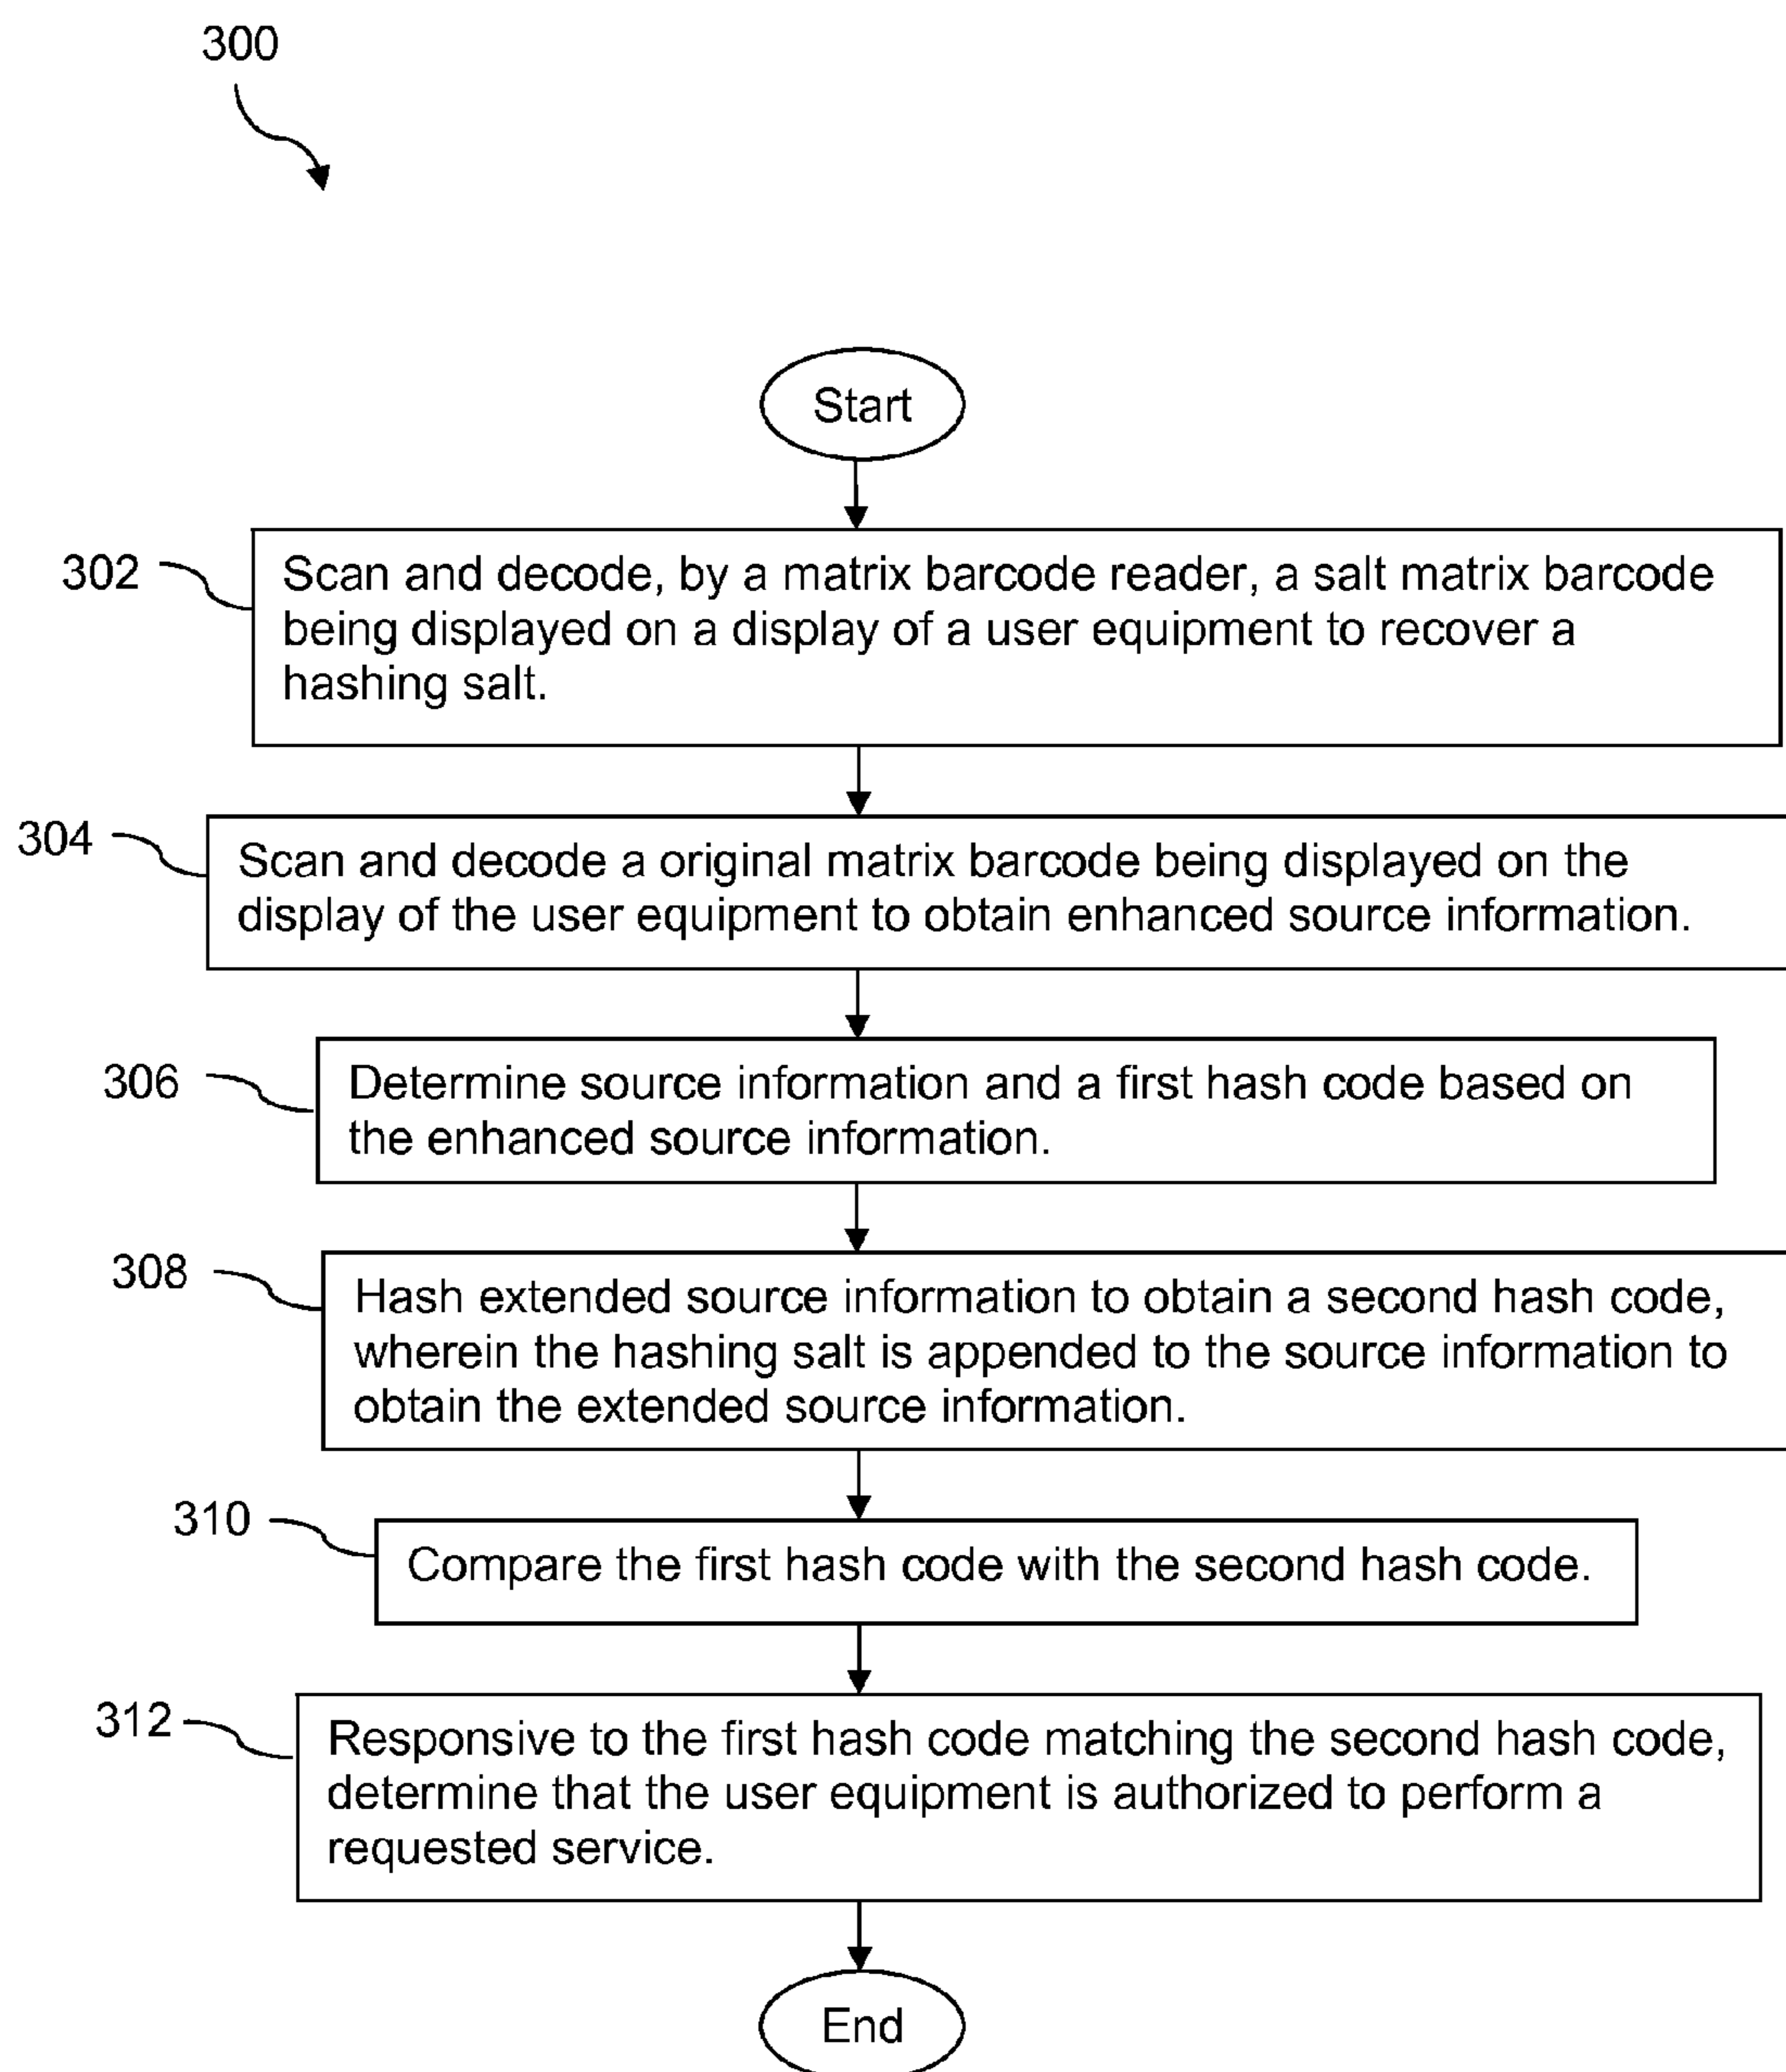 300
Start
302
Scan and decode, by a matrix barcode reader, a salt matrix barcode
being displayed on a display of a user equipment to recover a
hashing salt.
304
Scan and decode a original matrix barcode being displayed on the
display of the user equipment to obtain enhanced source information.
306
Determine source information and a first hash code based on
the enhanced source information.
308
Hash extended source information to obtain a second hash code,
wherein the hashing salt is appended to the source information to
obtain the extended source information.
310
Compare the first hash code with the second hash code.
312
Responsive to the first hash code matching the second hash code,
determine that the user equipment is authorized to perform a
requested service.
End